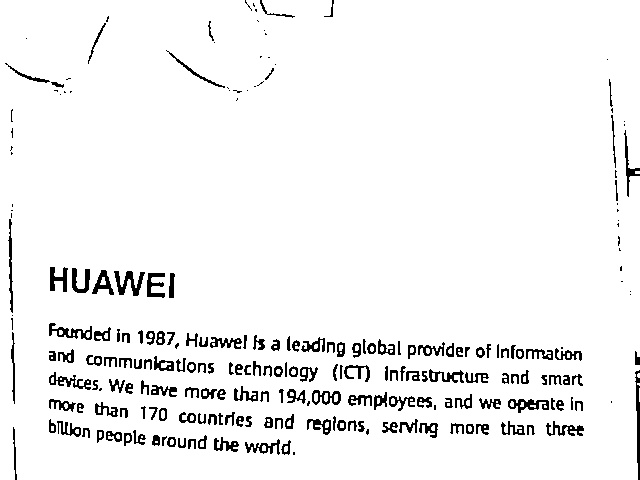 HUAWEI
Founded in 1987, Huawei is a leading global provider of information
and communications technology (ICT) infrastructure and smart
devices. We have more than 194,000 employees, and we operate in
more than 170 countries and regions, serving more than three
billion people around the world.